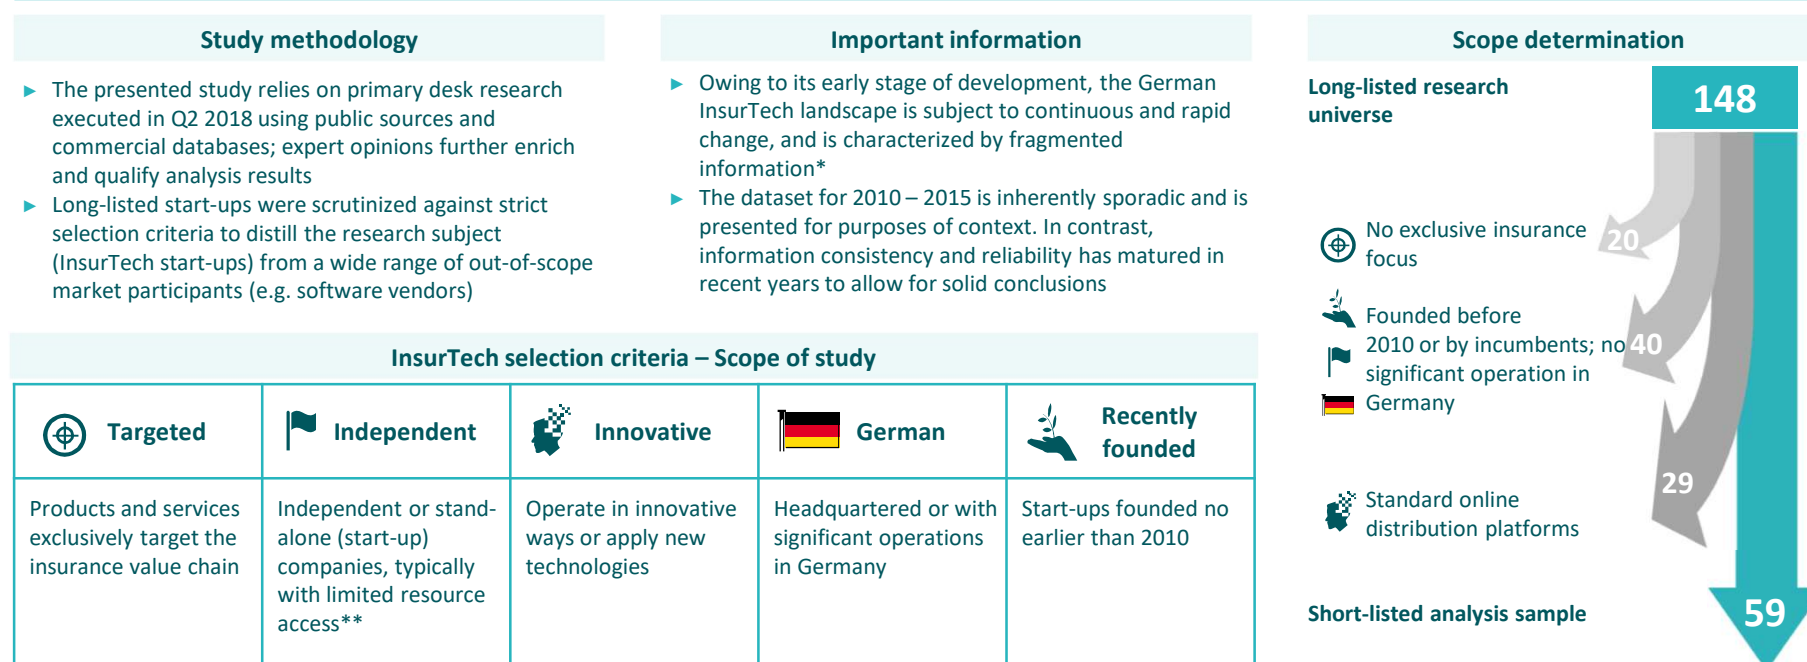 Study methodology
► The presented study relies on primary desk research
executed in Q2 2018 using public sources and
commercial databases; expert opinions further enrich
and qualify analysis results
► Long-listed start-ups were scrutinized against strict
selection criteria to distill the research subject
(InsurTech start-ups) from a wide range of out-of-scope
market participants (e.g. software vendors)
Important information
► Owing to its early stage of development, the German
InsurTech landscape is subject to continuous and rapid
change, and is characterized by fragmented
information*
► The dataset for 2010 – 2015 is inherently sporadic and is
presented for purposes of context. In contrast,
information consistency and reliability has matured in
recent years to allow for solid conclusions
InsurTech selection criteria – Scope of study
Targeted
Products and services
exclusively target the
insurance value chain
Independent
Independent or stand-
alone (start-up)
companies, typically
with limited resource
access**
Innovative
Operate in innovative
ways or apply new
technologies
German
Headquartered or with
significant operations
in Germany
Recently
founded
Start-ups founded no
earlier than 2010
Scope determination
Long-listed research
universe
148
No exclusive insurance
focus
20
Founded before
2010 or by incumbents; no
significant operation in
Germany
40
Standard online
distribution platforms
29
Short-listed analysis sample
59